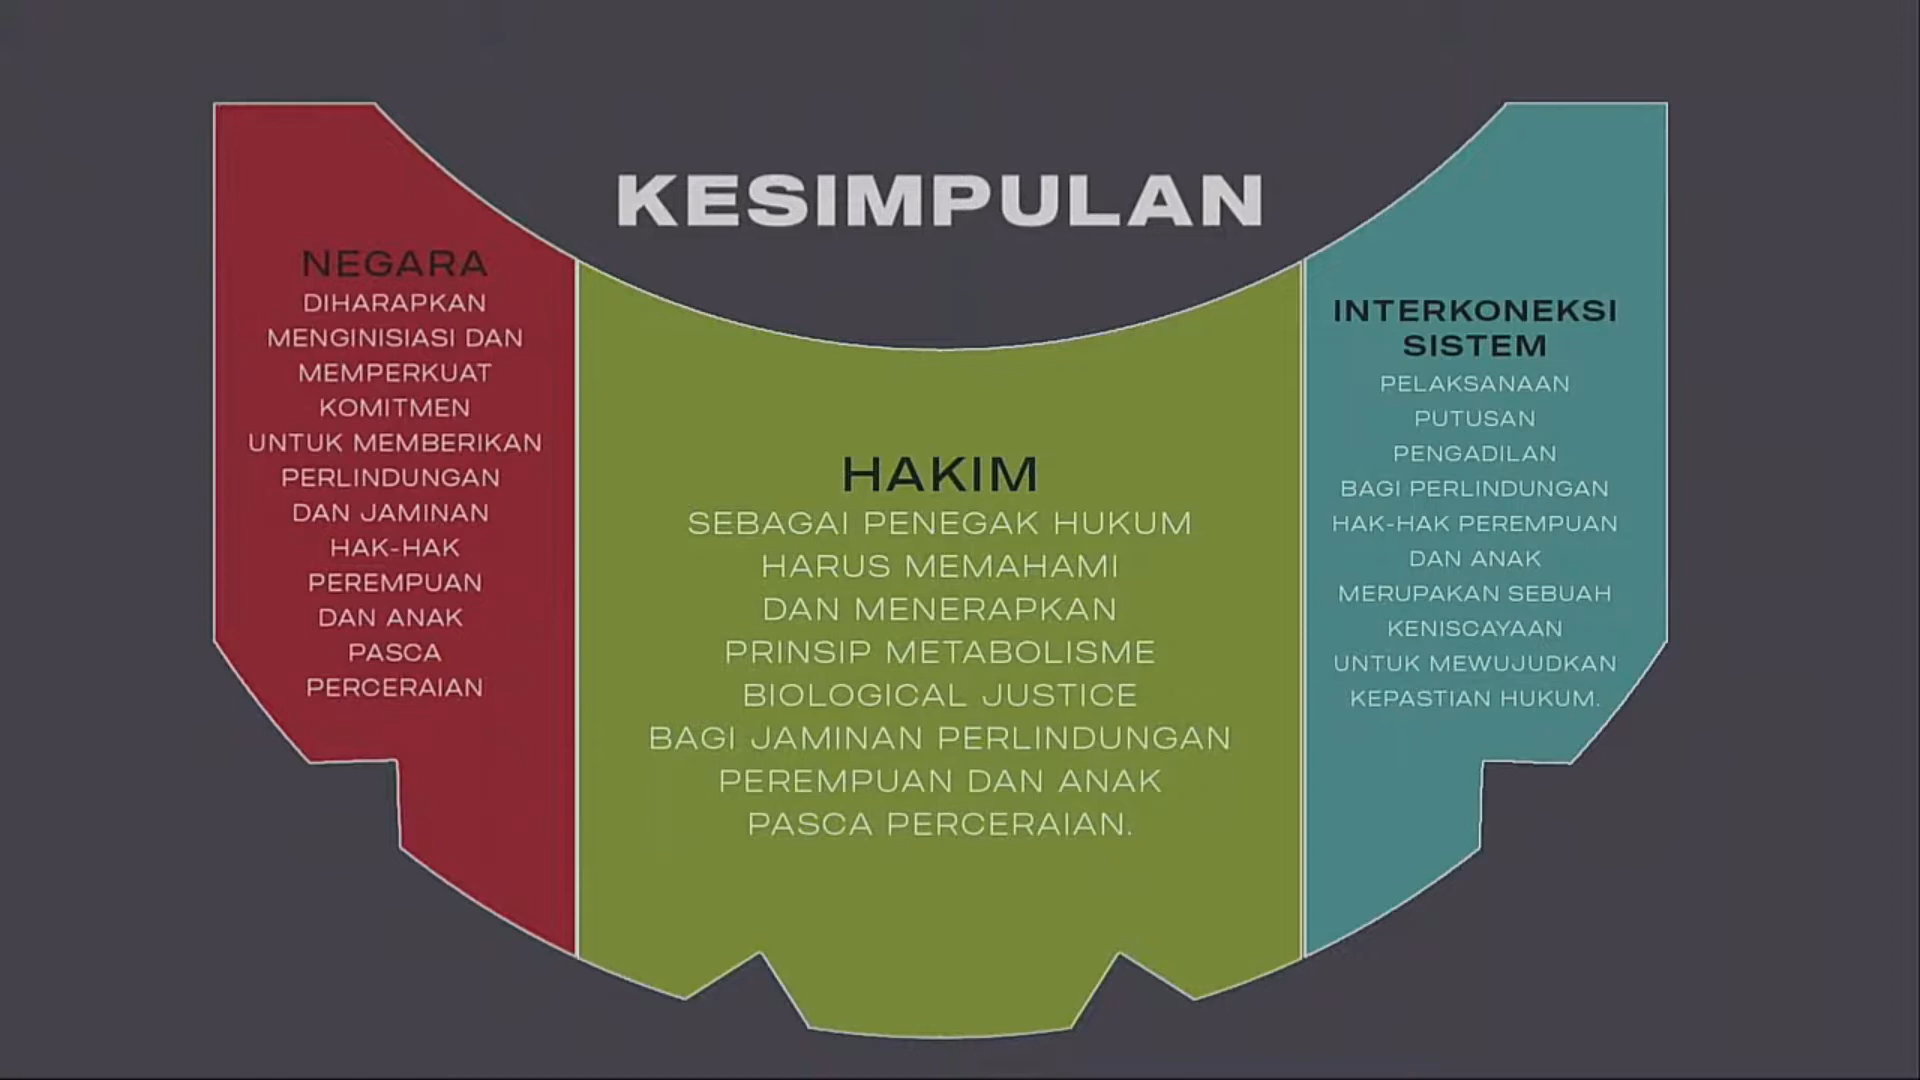 KESIMPULAN
NEGARA
DIHARAPKAN
MENGINISIASI DAN
MEMPERKUAT
KOMITMEN
UNTUK MEMBERIKAN
PERLINDUNGAN
DAN JAMINAN
HAK-HAK
PEREMPUAN
DAN ANAK
PASCA
PERCERAIAN
HAKIM
SEBAGAI PENEGAK HUKUM
HARUS MEMAHAMI
DAN MENERAPKAN
PRINSIP METABOLISME
BIOLOGICAL JUSTICE
BAGI JAMINAN PERLINDUNGAN
PEREMPUAN DAN ANAK
PASCA PERCERAIAN.
INTERKONEKSI
SISTEM
PELAKSANAAN
PUTUSAN
PENGADILAN
BAGI PERLINDUNGAN
HAK-HAK PEREMPUAN
DAN ANAK
MERUPAKAN SEBUAH
KENISCAYAAN
UNTUK MEWUJUDKAN
KEPASTIAN HUKUM.